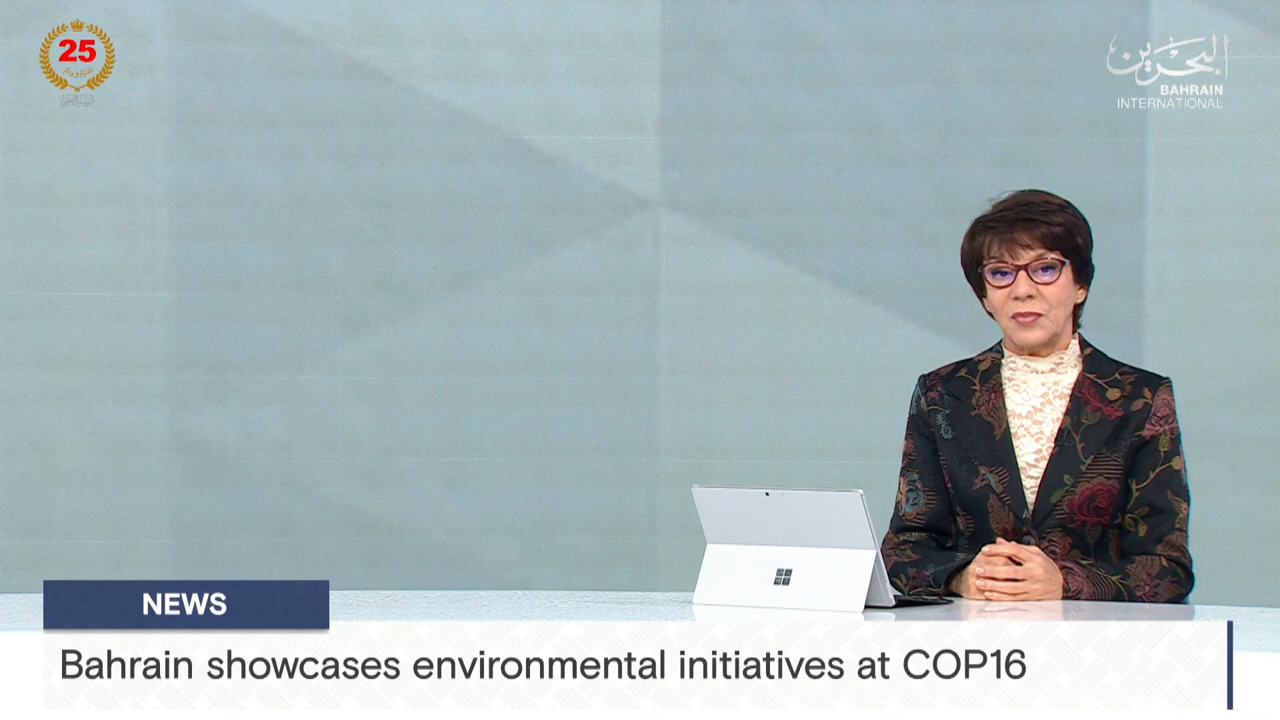 25
البحرين
BAHRAIN
INTERNATIONAL
NEWS
Bahrain showcases environmental initiatives at COP16